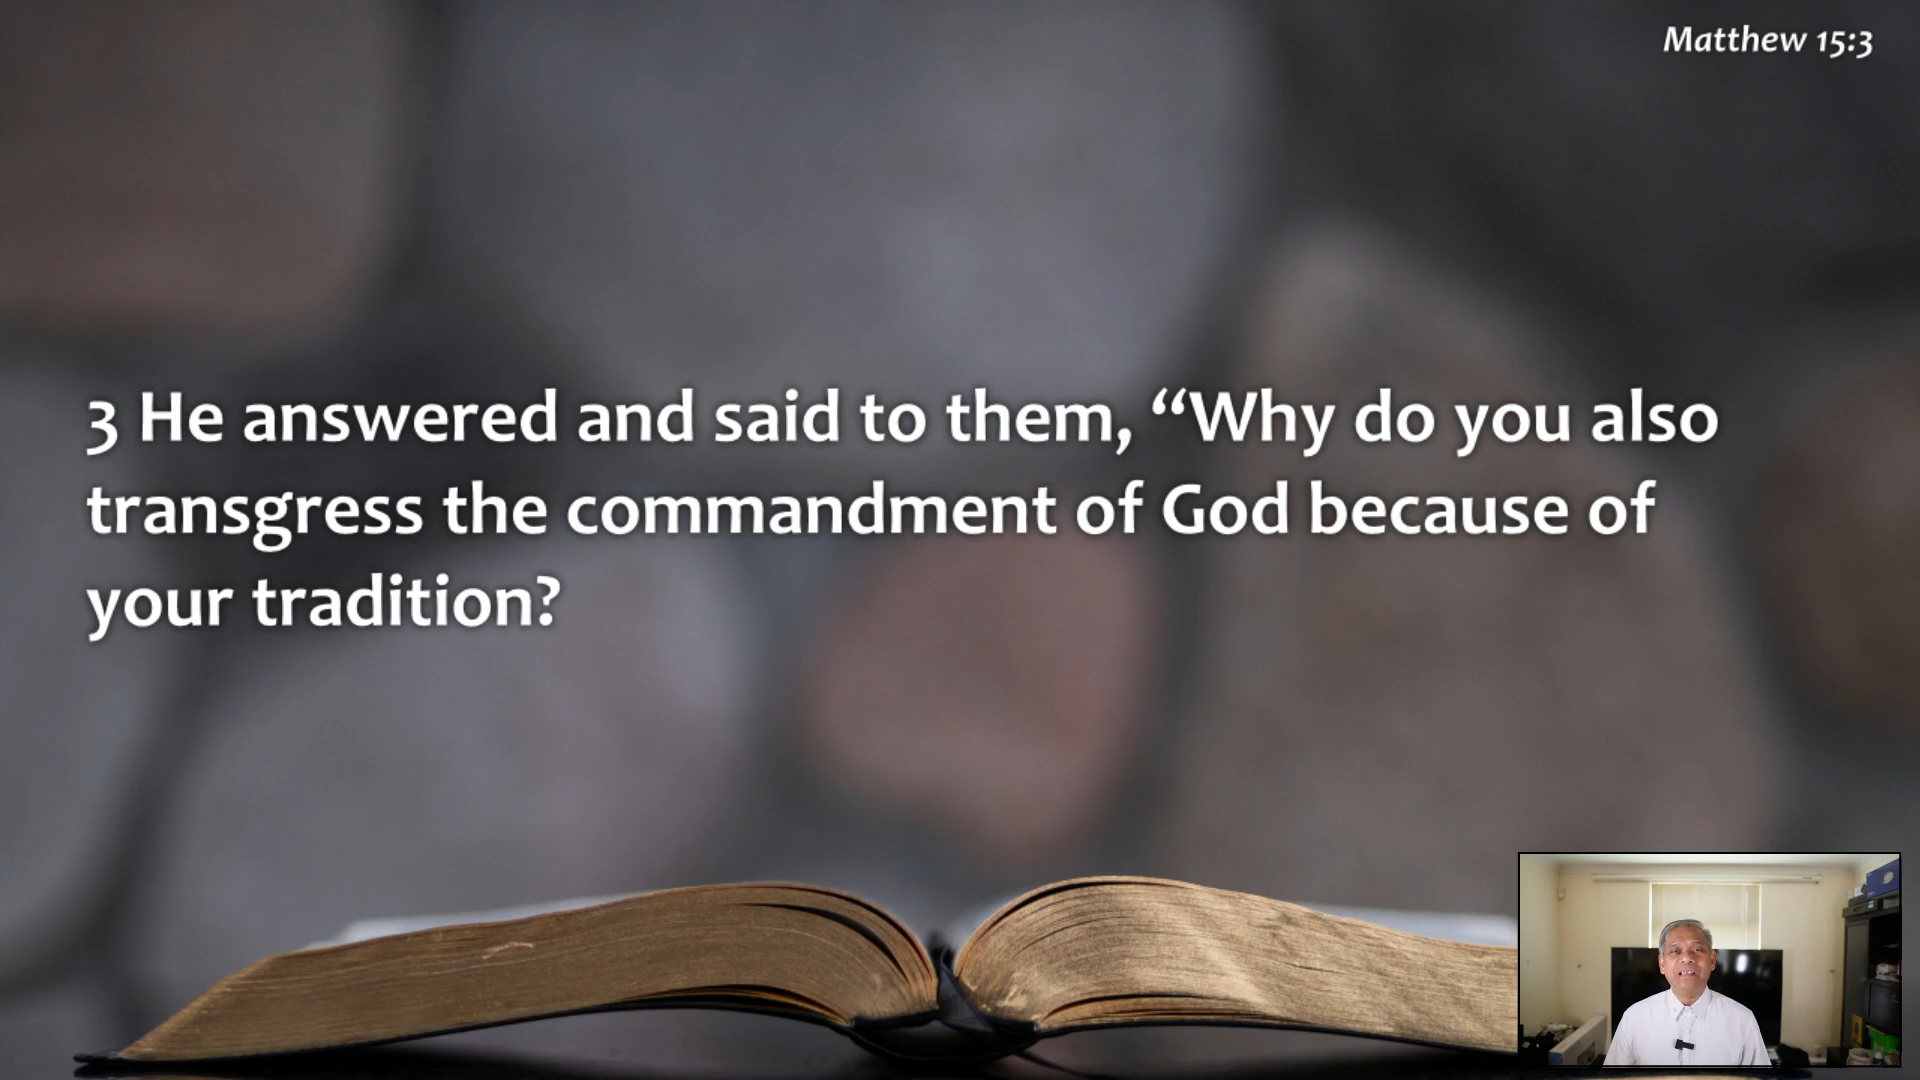 Matthew 15:3
3 He answered and said to them, “Why do you also
transgress the commandment of God because of
your tradition?